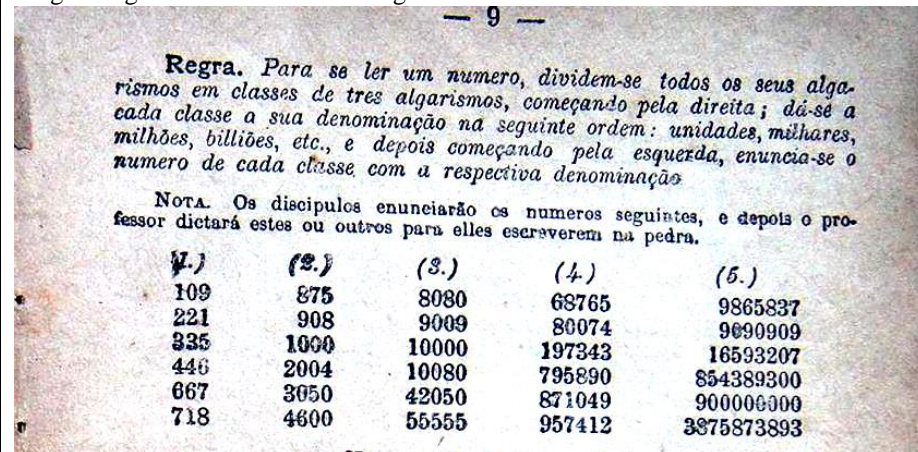 — 9 —
Regra. Para se ler um numero, dividem-se todos os seus alga-
rismos em classes de tres algarismos, começando pela direita; dá-se a
cada classe a sua denominação na seguinte ordem: unidades, milhares,
milhões, billiões, etc., e depois começando pela esquerda, enuncia-se o
numero de cada classe com a respectiva denominação
NOTA. Os discipulos enunciarão os numeros seguintes, e depois o pro-
fessor dictará estes ou outros para elles escreverem na pedra.
(1.) (2.) (3.) (4.) (5.)
109 875 8080 68765 9865837
221 908 9009 80074 9090909
335 1000 10000 197343 16593207
446 2004 10080 795890 854389300
667 3050 42050 871049 900000000
718 4600 55555 957412 3875873893